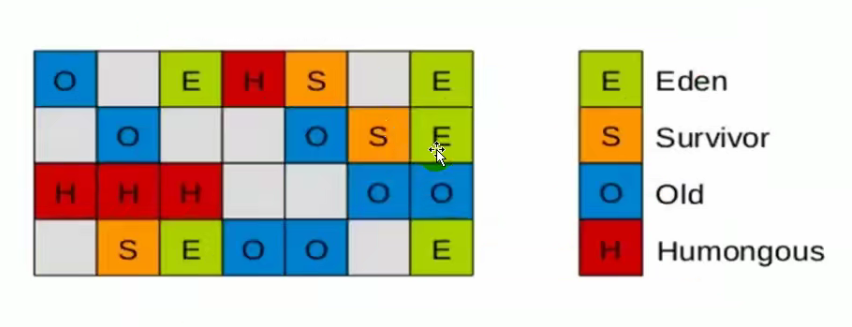 O E H S E
O O S E
H H H O O
S E O O E
E Eden
S Survivor
O Old
H Humongous